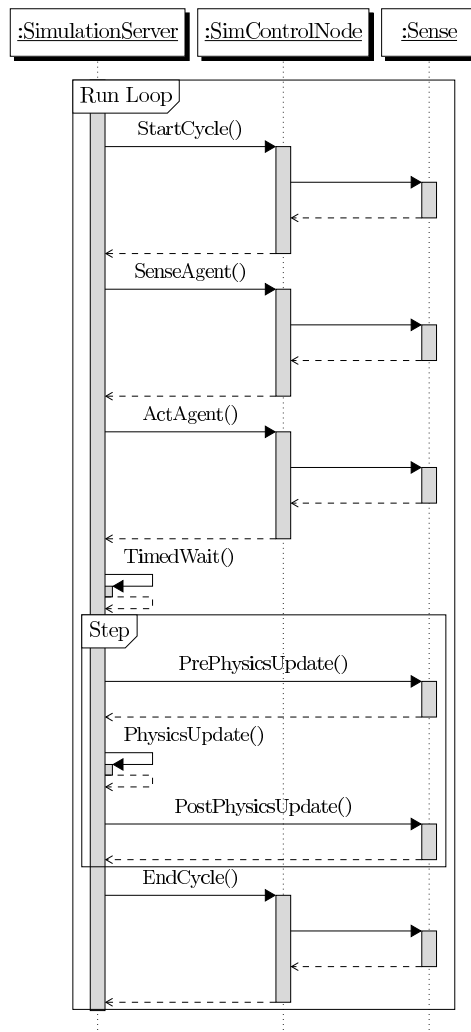 :SimulationServer
:SimControlNode
:Sense
Run Loop
StartCycle()
SenseAgent()
ActAgent()
TimedWait()
Step
PrePhysicsUpdate()
PhysicsUpdate()
PostPhysicsUpdate()
EndCycle()